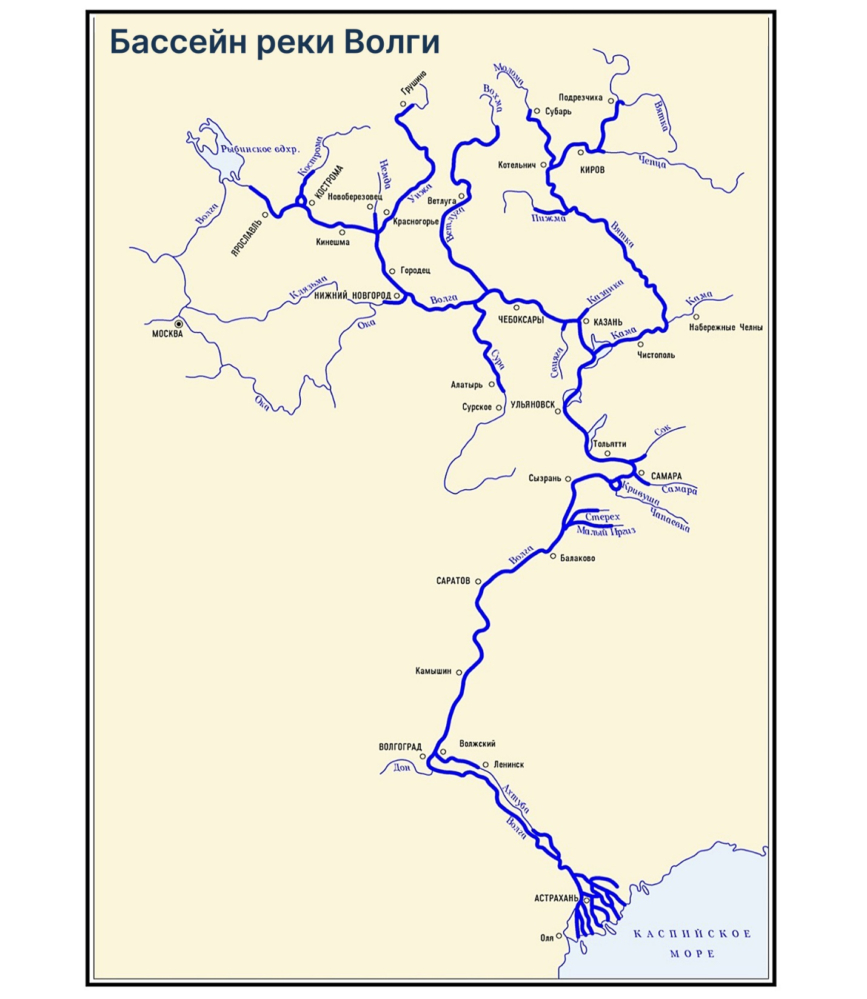 Бассейн реки Волги
Грушино
Молома
Вохма
Подрезчиха
Субарь
Вятка
Рыбинское вдхр.
Кострома
КОСТРОМА
Немда
Новоберезовец
Унжа
Котельнич
КИРОВ
Чепца
Ветлуга
Ветлуга
Волга
ЯРОСЛАВЛЬ
Кинешма
Красногорье
Пижма
Вятка
Городец
Клязьма
НИЖНИЙ НОВГОРОД
Волга
Казанка
Кама
ЧЕБОКСАРЫ
КАЗАНЬ
Набережные Челны
МОСКВА
Ока
Кама
Чистополь
Свияга
Сура
Алатырь
Ока
Сурское
УЛЬЯНОВСК
Сок
Тольятти
Сызрань
САМАРА
Самара
Кривуша
Чапаевка
Стерех
Малый Иргиз
Волга
Балаково
САРАТОВ
Камышин
ВОЛГОГРАД
Волжский
Дон
Ленинск
Ахтуба
Волга
АСТРАХАНЬ
Оля
КАСПИЙСКОЕ
МОРЕ